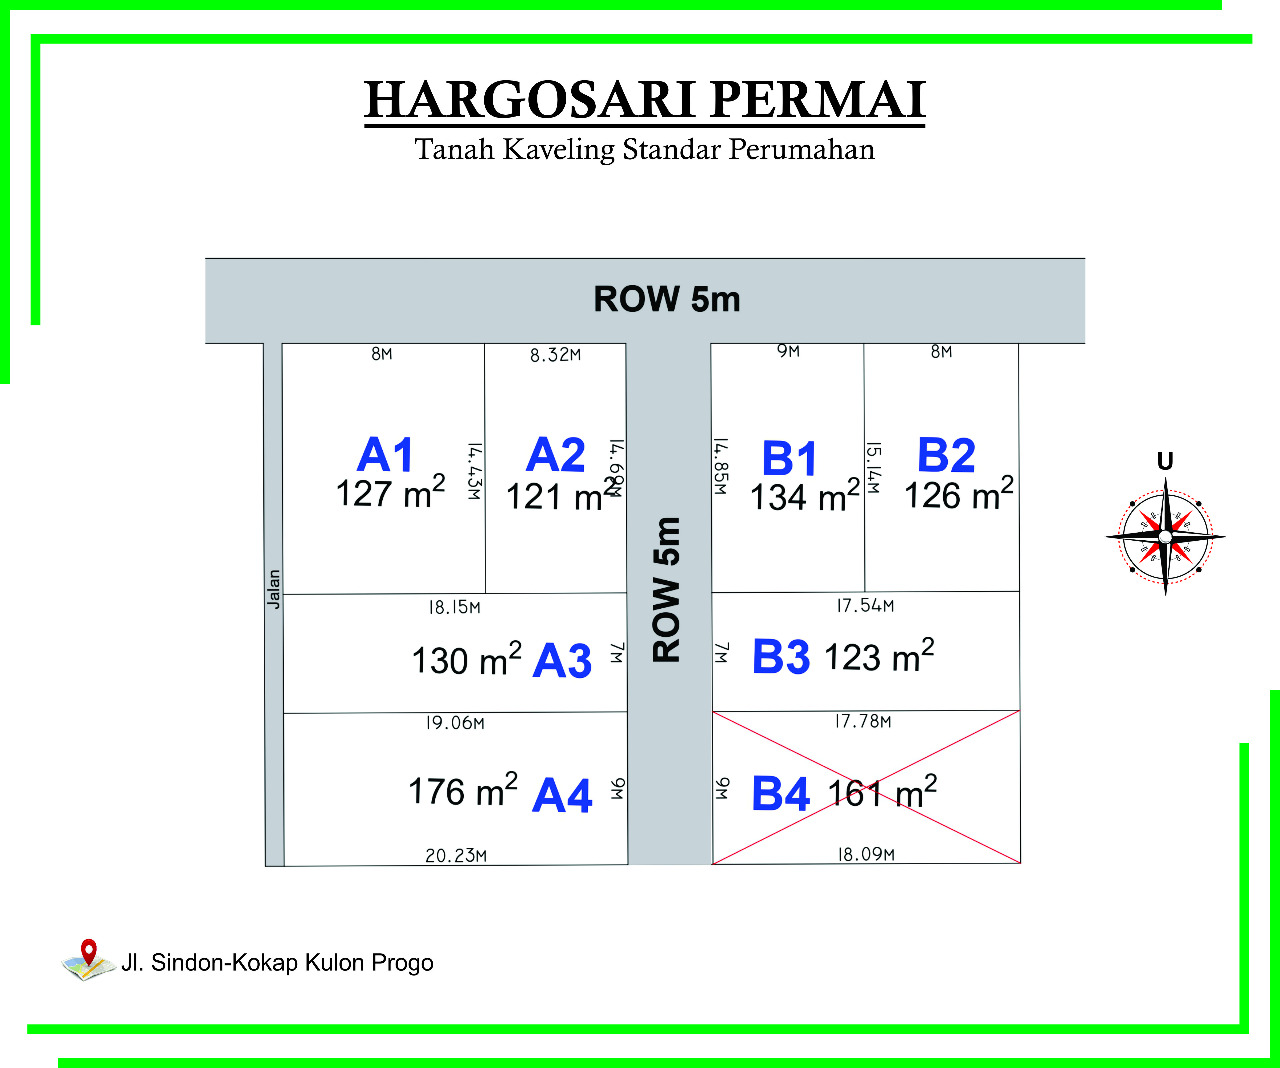 HARGOSARI PERMAI
Tanah Kaveling Standar Perumahan
ROW 5m
8M
8.32M
9M
8M
A1
127 m²
14.43M
A2
121 m²
14.69M
14.85M
B1
134 m²
15.14M
B2
126 m²
U
Jalan
ROW 5m
18.15M
130 m² A3
7M
17.54M
7M
B3 123 m²
19.06M
176 m² A4
9M
20.23M
17.78M
9M
B4 161 m²
18.09M
Jl. Sindon-Kokap Kulon Progo